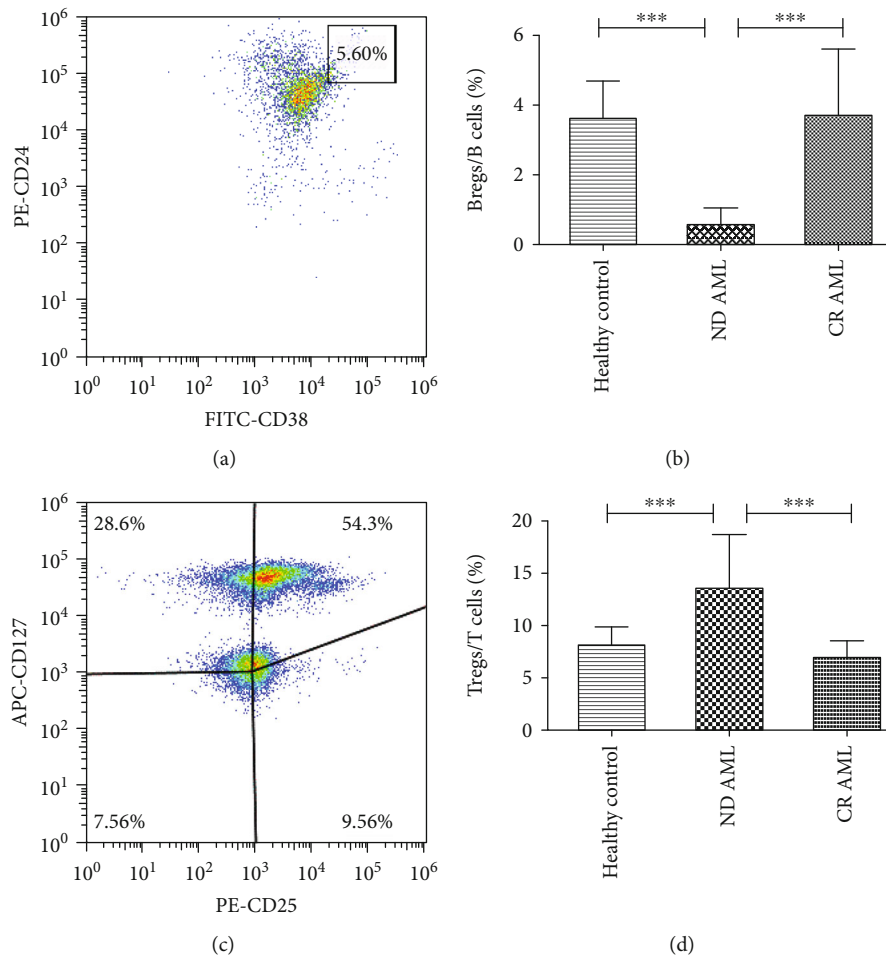 10^6
10^5
10^4
10^3
10^2
10^1
10^0
PE-CD24
5.60%
10^0 10^1 10^2 10^3 10^4 10^5 10^6
FITC-CD38
(a)
*** ***
6
4
2
0
Bregs/B cells (%)
Healthy control
ND AML
CR AML
(b)
10^6
10^5
10^4
10^3
10^2
10^1
10^0
APC-CD127
28.6% 54.3%
7.56% 9.56%
10^0 10^1 10^2 10^3 10^4 10^5 10^6
PE-CD25
(c)
*** ***
20
15
10
5
0
Tregs/T cells (%)
Healthy control
ND AML
CR AML
(d)